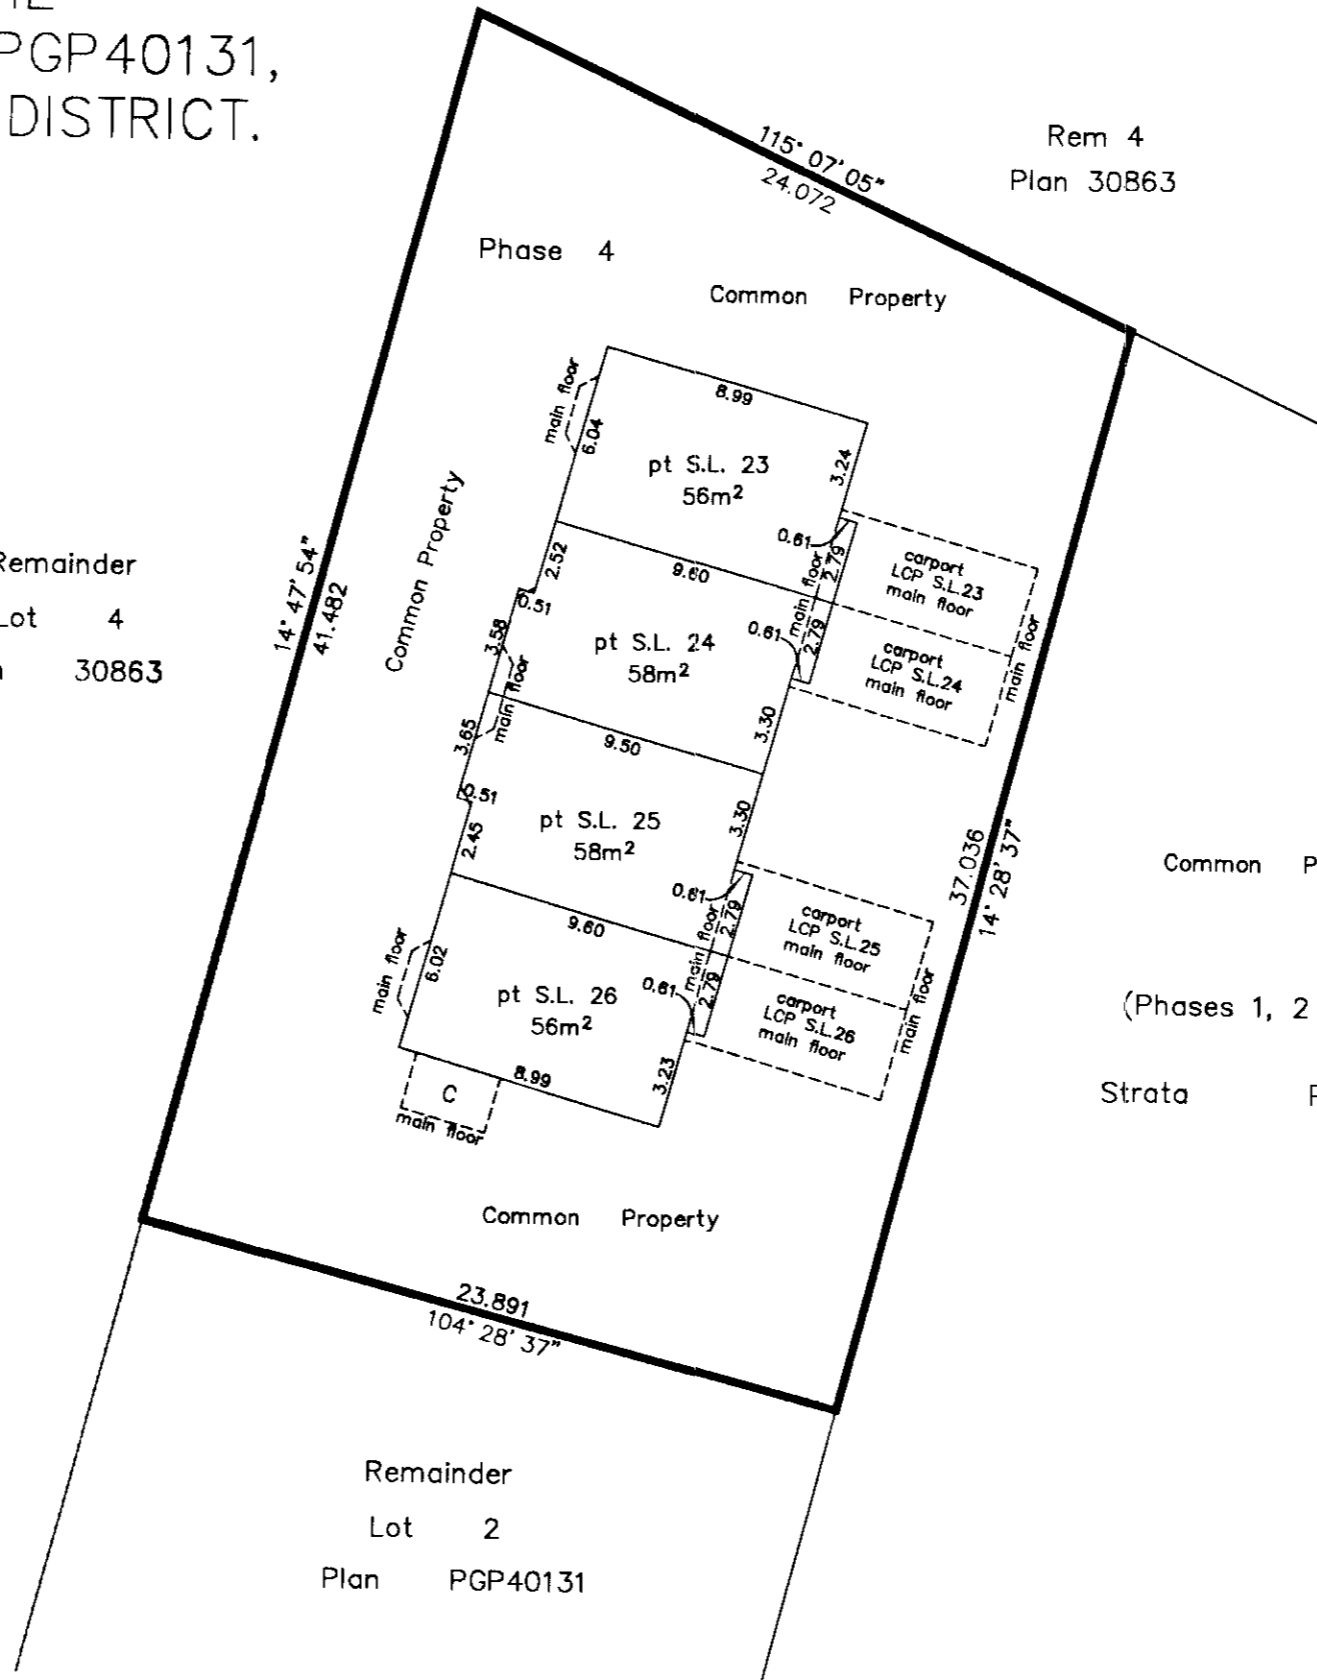 PGP40131,
DISTRICT.
Rem 4
Plan 30863
115° 07' 05"
24.072
Phase 4
Common Property
main floor
8.99
6.04
pt S.L. 23
56m²
3.24
Common Property
14° 47' 54"
41.482
Remainder
Lot 4
30863
0.61
main floor
2.79
carport
LCP S.L.23
main floor
2.52
9.60
0.51
3.58
pt S.L. 24
58m²
0.61
2.79
carport
LCP S.L.24
main floor
main floor
main floor
3.30
3.65
9.50
0.51
pt S.L. 25
58m²
3.30
2.45
37.036
14° 28' 37"
Common P
0.61
main floor
2.79
carport
LCP S.L.25
main floor
9.60
main floor
6.02
pt S.L. 26
56m²
0.61
2.79
carport
LCP S.L.26
main floor
main floor
(Phases 1, 2
8.99
3.23
C
main floor
Strata
Common Property
23.891
104° 28' 37"
Remainder
Lot 2
Plan PGP40131